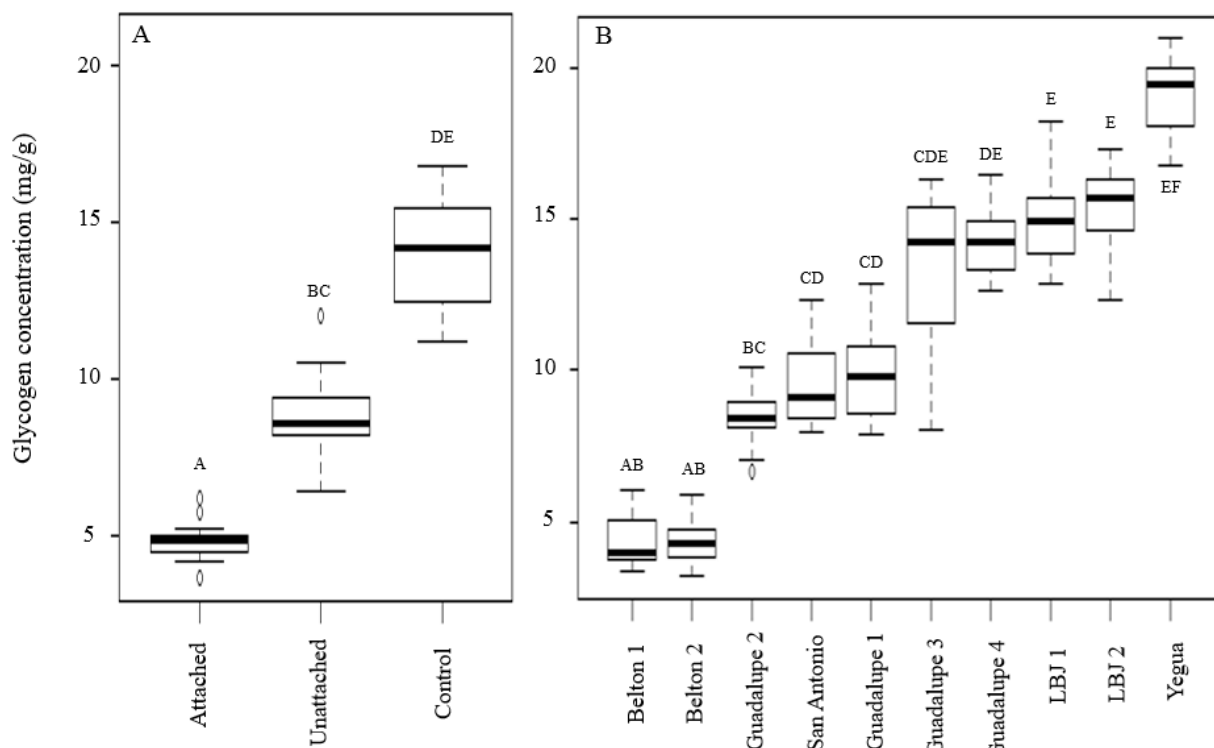 Glycogen concentration (mg/g)
A
20
15
10
5
A
BC
DE
Attached
Unattached
Control
B
20
15
10
5
AB
AB
BC
CD
CD
CDE
DE
E
E
EF
Belton 1
Belton 2
Guadalupe 2
San Antonio
Guadalupe 1
Guadalupe 3
Guadalupe 4
LBJ 1
LBJ 2
Yegua